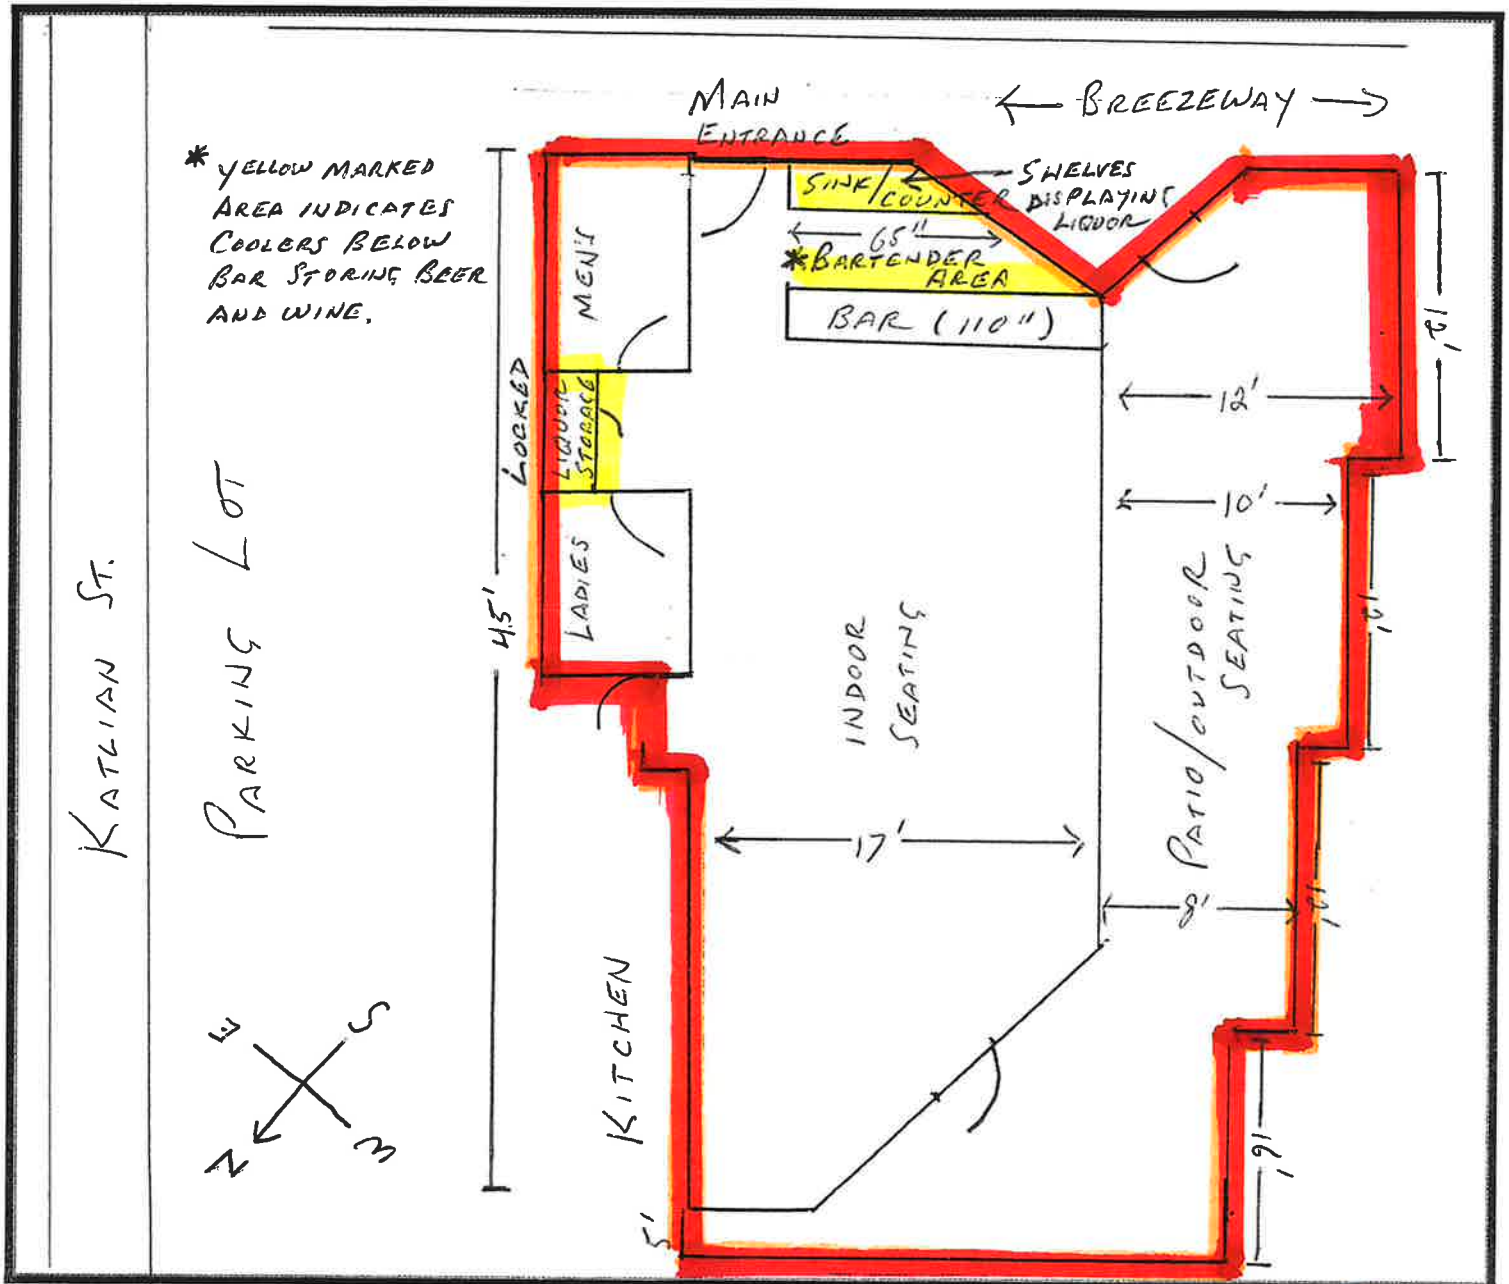 MAIN
ENTRANCE
← BREEZEWAY →
* YELLOW MARKED
AREA INDICATES
COOLERS BELOW
BAR STORING BEER
AND WINE.
SINK/
COUNTER
SHELVES
DISPLAYING
LIQUOR
65"
* BARTENDER
AREA
BAR (110")
MEN'S
LOCKED
LIQUOR
STORAGE
LADIES
12'
12'
10'
12'
45'
KATLIAN ST.
PARKING LOT
INDOOR
SEATING
PATIO/OUTDOOR
SEATING
17'
8'
12'
KITCHEN
E
S
N
W
5'
16'